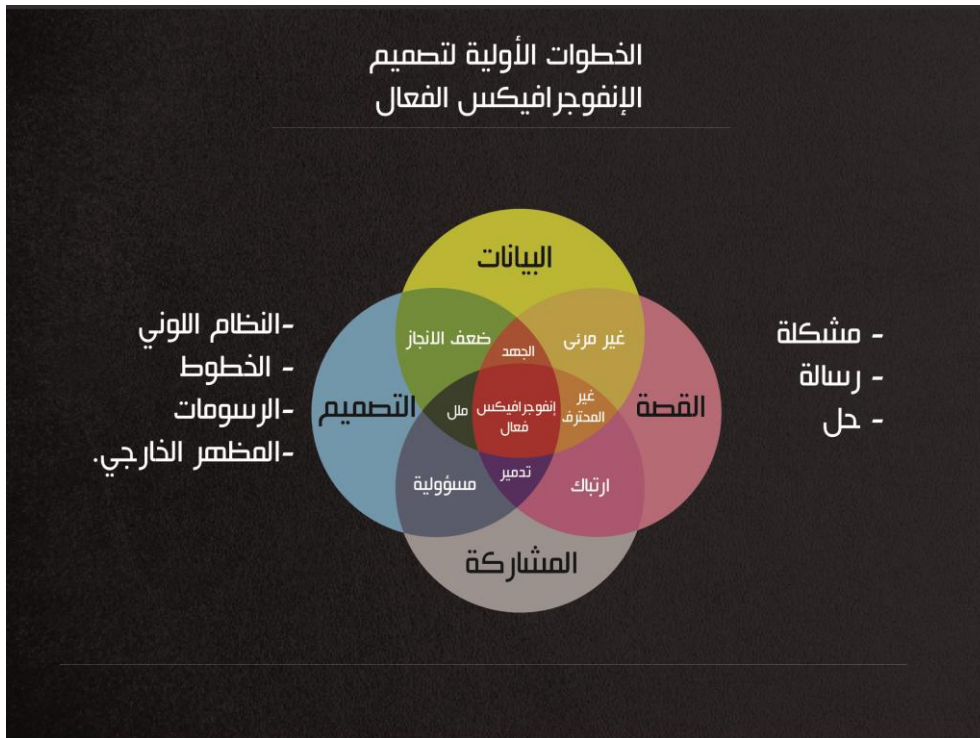 الخطوات الأولية لتصميم
الإنفوجرافيكس الفعال
البيانات
غير مرئى
ضعف الانجاز
الجهد
- مشكلة
- رسالة
- حل
القصة
غير
المحترف
إنفوجرافيكس
فعال
ملل
التصميم
-النظام اللوني
- الخطوط
-الرسومات
-المظهر الخارجي.
ارتباك
تدمير
مسؤولية
المشاركة